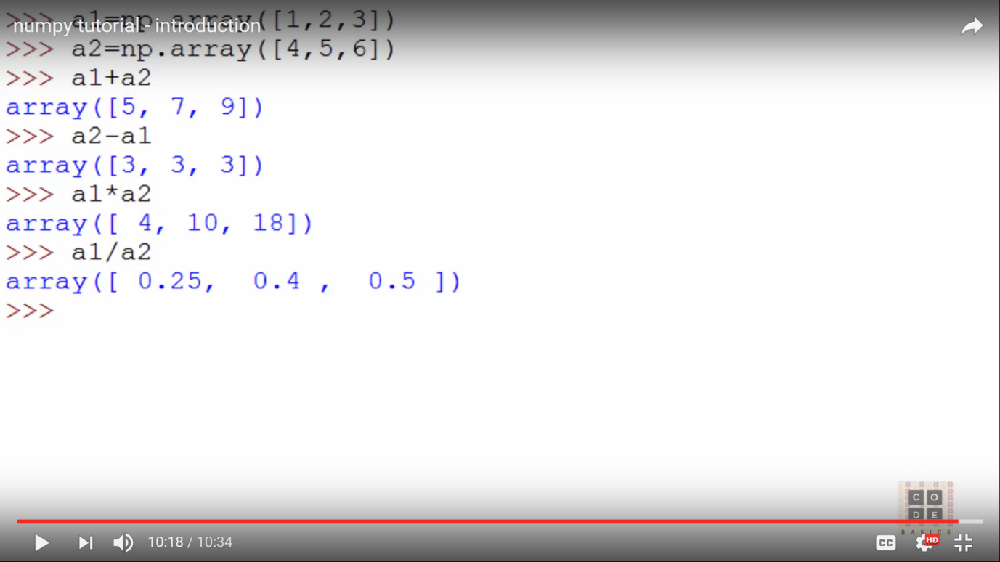 >>> a1=np.array([1,2,3])
numpy tutorial - introduction
>>> a2=np.array([4,5,6])
>>> a1+a2
array([5, 7, 9])
>>> a2-a1
array([3, 3, 3])
>>> a1*a2
array([ 4, 10, 18])
>>> a1/a2
array([ 0.25,  0.4 ,  0.5 ])
>>>
C O
D E
BASICS
10:18 / 10:34
CC HD